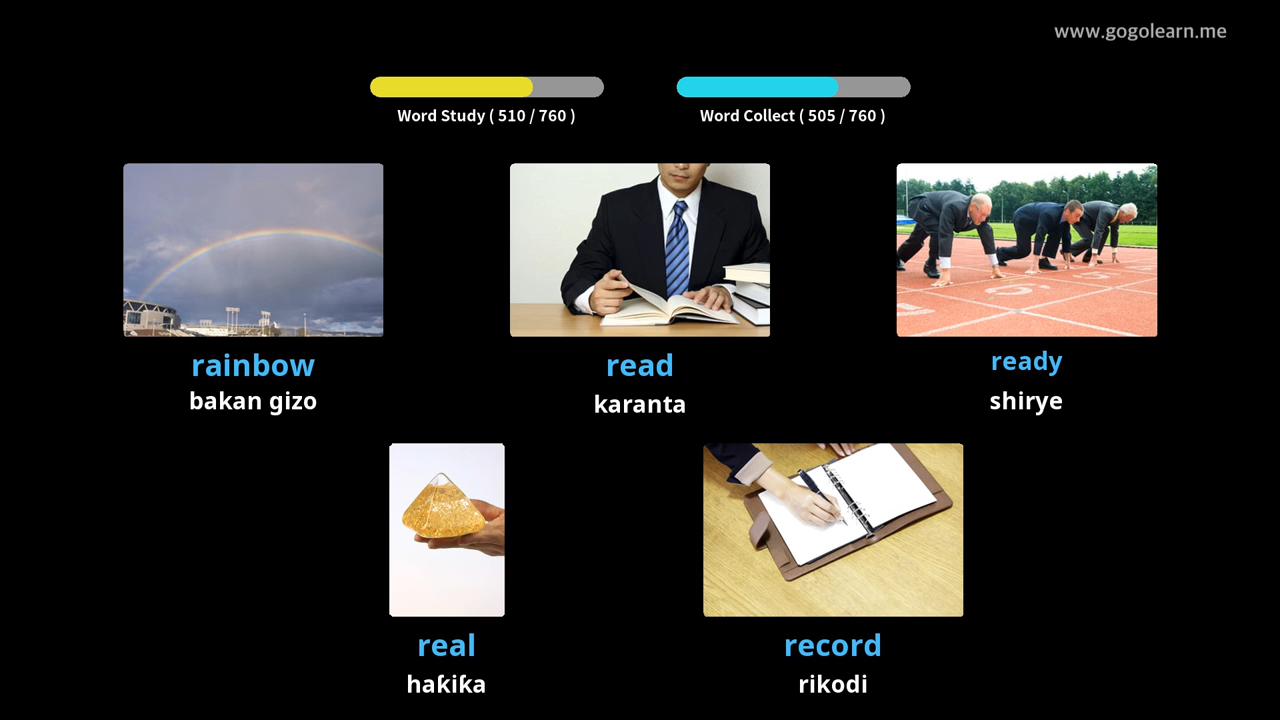 www.gogolearn.me
Word Study ( 510 / 760 )
Word Collect ( 505 / 760 )
rainbow
bakan gizo
read
karanta
ready
shirye
real
haƙiƙa
record
rikodi